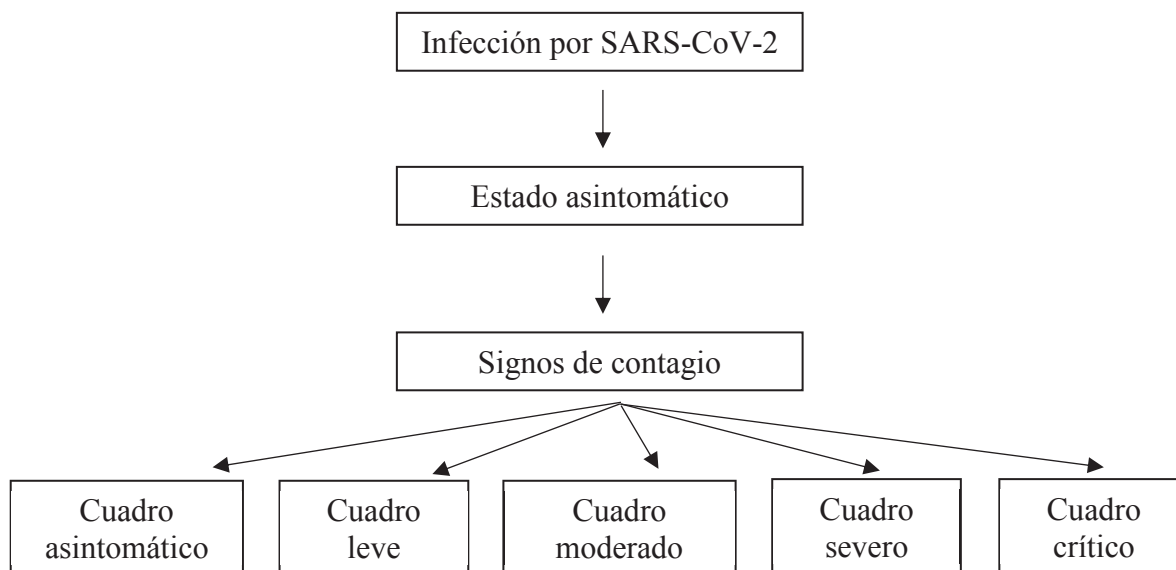 Infección por SARS-CoV-2
Estado asintomático
Signos de contagio
Cuadro
asintomático
Cuadro
leve
Cuadro
moderado
Cuadro
severo
Cuadro
crítico